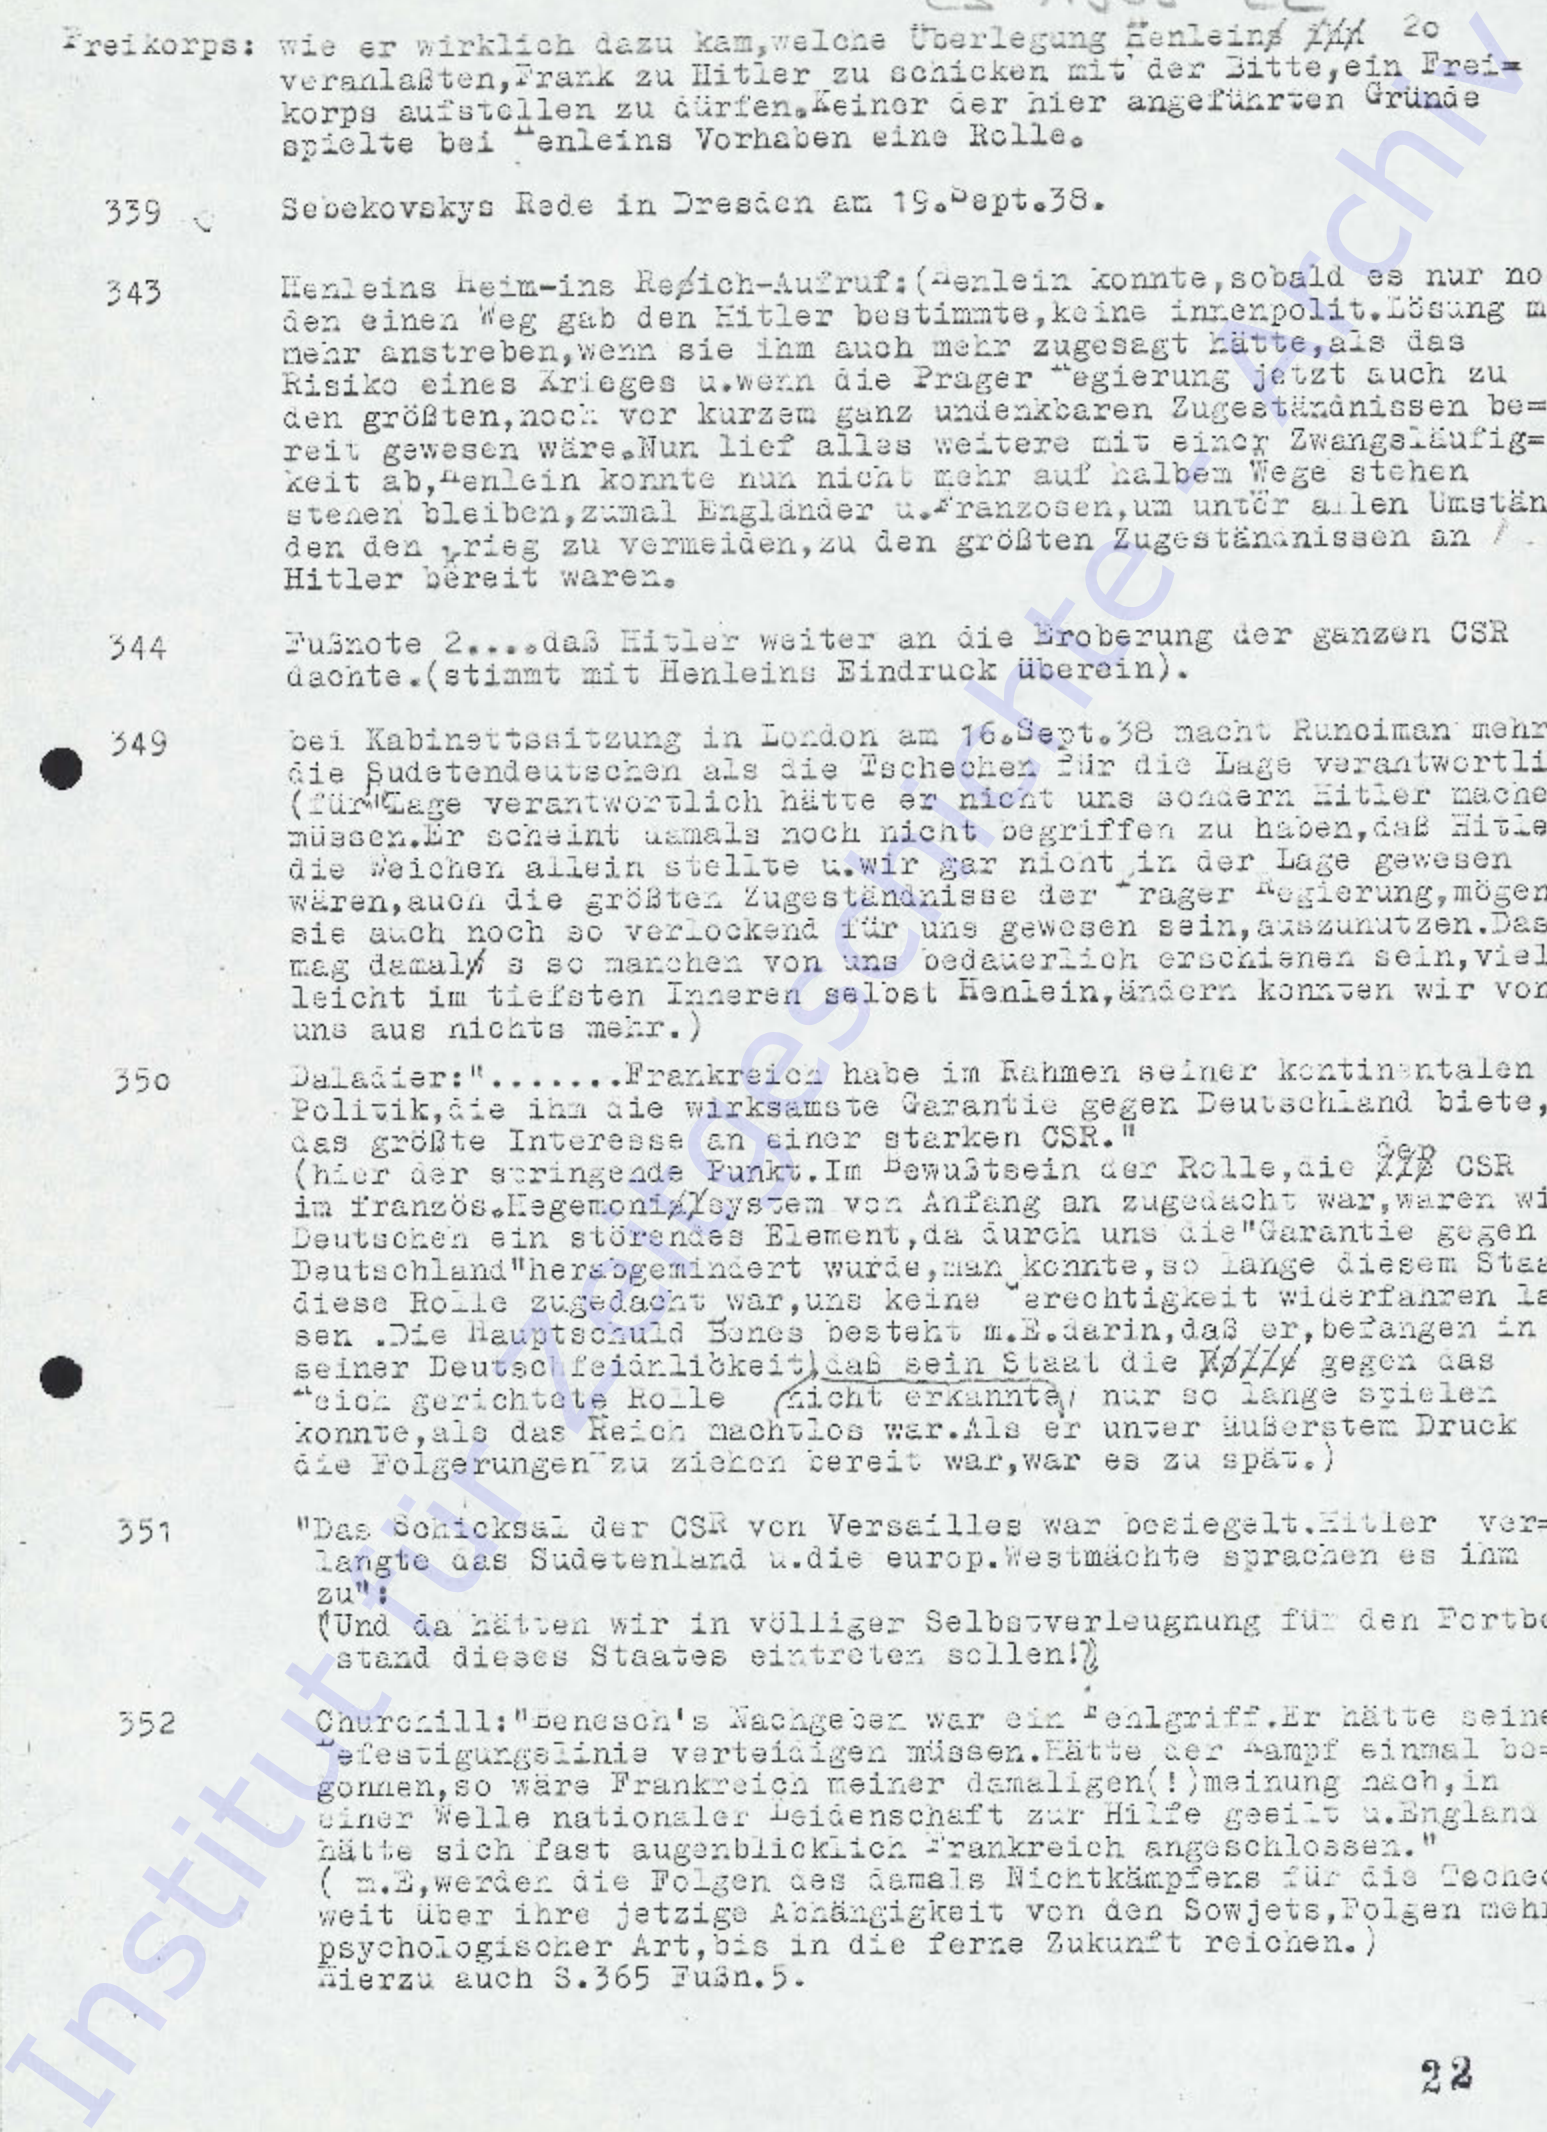 Freikorps: wie er wirklich dazu kam,welche Überlegung Henlein 20
veranlaßten,Frank zu Hitler zu schicken mit der Bitte,ein Frei=
korps aufstellen zu dürfen.Keiner der hier angeführten Gründe
spielte bei Henleins Vorhaben eine Rolle.
339 Sebekovskys Rede in Dresden am 19.Sept.38.
343 Henleins Heim-ins Reich-Aufruf:(Henlein konnte,sobald es nur no
den einen Weg gab den Hitler bestimmte,keine innenpolit.Lösung m
mehr anstreben,wenn sie ihm auch mehr zugesagt hätte,als das
Risiko eines Krieges u.wenn die Prager Regierung jetzt auch zu
den größten,noch vor kurzem ganz undenkbaren Zugeständnissen be=
reit gewesen wäre.Nun lief alles weitere mit einer Zwangsläufig=
keit ab,Henlein konnte nun nicht mehr auf halbem Wege stehen
stehen bleiben,zumal Engländer u.Franzosen,um unter allen Umstän
den den Krieg zu vermeiden,zu den größten Zugeständnissen an
Hitler bereit waren.
344 Fußnote 2....daß Hitler weiter an die Eroberung der ganzen CSR
dachte.(stimmt mit Henleins Eindruck überein).
349 bei Kabinettssitzung in London am 16.Sept.38 macht Runciman mehr
die Sudetendeutschen als die Tschechen für die Lage verantwortli
(für"Lage verantwortlich hätte er nicht uns sondern Hitler mache
müssen.Er scheint damals noch nicht begriffen zu haben,daß Hitle
die Weichen allein stellte u.wir gar nicht in der Lage gewesen
wären,auch die größten Zugeständnisse der Prager Regierung,mögen
sie auch noch so verlockend für uns gewesen sein,auszunutzen.Das
mag damal s so manchen von uns bedauerlich erschienen sein,viel
leicht im tiefsten Inneren selbst Henlein,ändern konnten wir von
uns aus nichts mehr.)
350 Daladier:".......Frankreich habe im Rahmen seiner kontinentalen
Politik,die ihm die wirksamste Garantie gegen Deutschland biete,
das größte Interesse an einer starken CSR."
(hier der springende Punkt.Im Bewußtsein der Rolle,die der CSR
im französ.Hegemonialsystem von Anfang an zugedacht war,waren wi
Deutschen ein störendes Element,da durch uns die"Garantie gegen
Deutschland"herabgemindert wurde,man konnte,so lange diesem Staa
diese Rolle zugedacht war,uns keine Gerechtigkeit widerfahren la
sen .Die Hauptschuld Benes besteht m.E.darin,daß er,befangen in
seiner Deutschfeindlichkeit,daß sein Staat die Rolle gegen das
Reich gerichtete Rolle (nicht erkannte, nur so lange spielen
konnte,als das Reich machtlos war.Als er unter äußerstem Druck
die Folgerungen zu ziehen bereit war,war es zu spät.)
351 "Das Schicksal der CSR von Versailles war besiegelt.Hitler ver=
langte das Sudetenland u.die europ.Westmächte sprachen es ihm
zu":
(Und da hätten wir in völliger Selbstverleugnung für den Fortbe
stand dieses Staates eintreten sollen!)
352 Churchill:"Benesch's Nachgeben war ein Fehlgriff.Er hätte seine
Befestigungslinie verteidigen müssen.Hätte der Kampf einmal be=
gonnen,so wäre Frankreich meiner damaligen(!)meinung nach,in
einer Welle nationaler Leidenschaft zur Hilfe geeilt u.England
hätte sich fast augenblicklich Frankreich angeschlossen."
( m.E,werden die Folgen des damals Nichtkämpfens für die Tschec
weit über ihre jetzige Abhängigkeit von den Sowjets,Folgen mehr
psychologischer Art,bis in die ferne Zukunft reichen.)
Hierzu auch S.365 Fußn.5.
22
Institut für Zeitgeschichte - Archiv